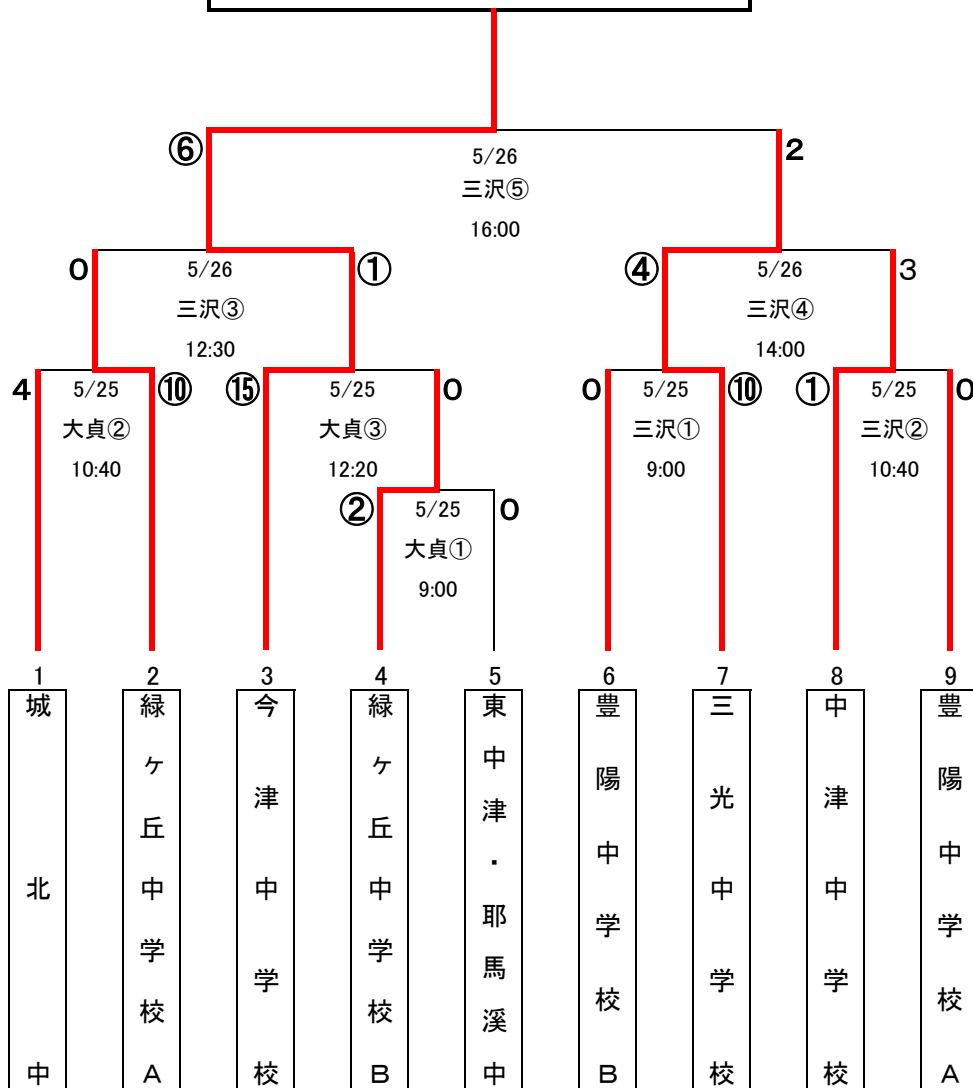 ⑥
2
5/26
三沢⑤
16:00
0
5/26
三沢③
12:30
①
④
5/26
三沢④
14:00
3
4
5/25
大貞②
10:40
⑩
⑮
5/25
大貞③
12:20
0
0
5/25
三沢①
9:00
⑩
①
5/25
三沢②
10:40
0
②
5/25
大貞①
9:00
0
1
城北中
2
緑ヶ丘中学校A
3
今津中学校
4
緑ヶ丘中学校B
5
東中津・耶馬溪中
6
豊陽中学校B
7
三光中学校
8
中津中学校
9
豊陽中学校A